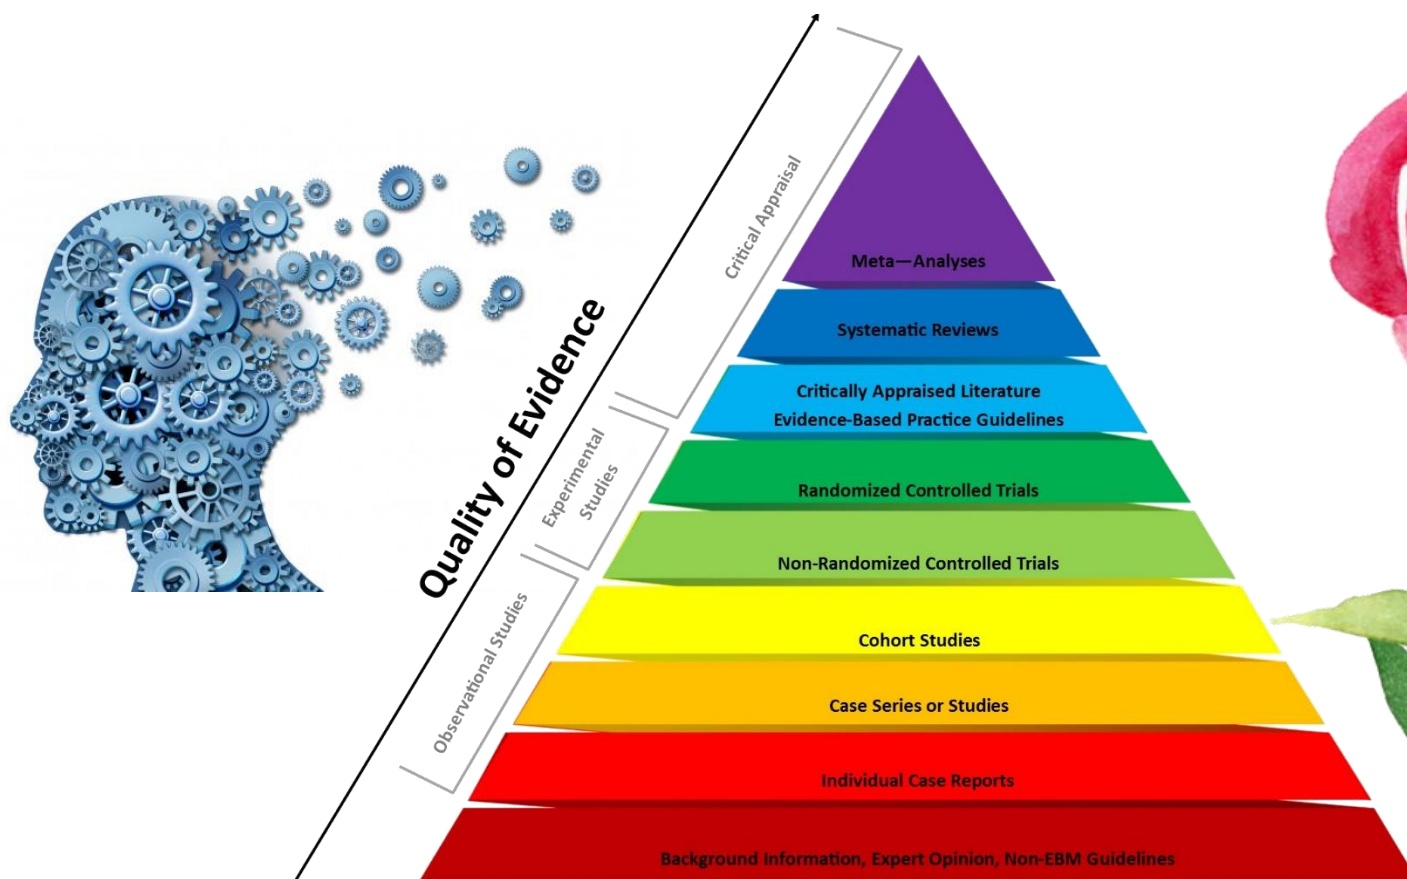 Quality of Evidence
Critical Appraisal
Experimental
Studies
Observational Studies
Meta—Analyses
Systematic Reviews
Critically Appraised Literature
Evidence-Based Practice Guidelines
Randomized Controlled Trials
Non-Randomized Controlled Trials
Cohort Studies
Case Series or Studies
Individual Case Reports
Background Information, Expert Opinion, Non-EBM Guidelines